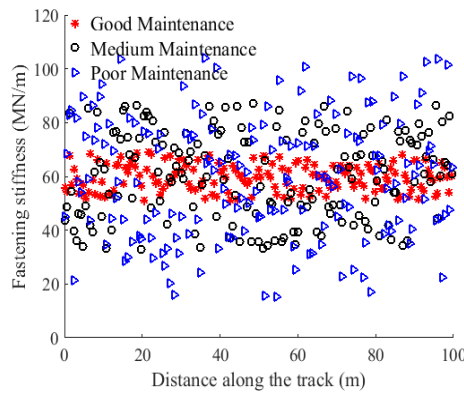 120
100
80
60
40
20
0
Fastening stiffness (MN/m)
Good Maintenance
Medium Maintenance
Poor Maintenance
0 20 40 60 80 100
Distance along the track (m)